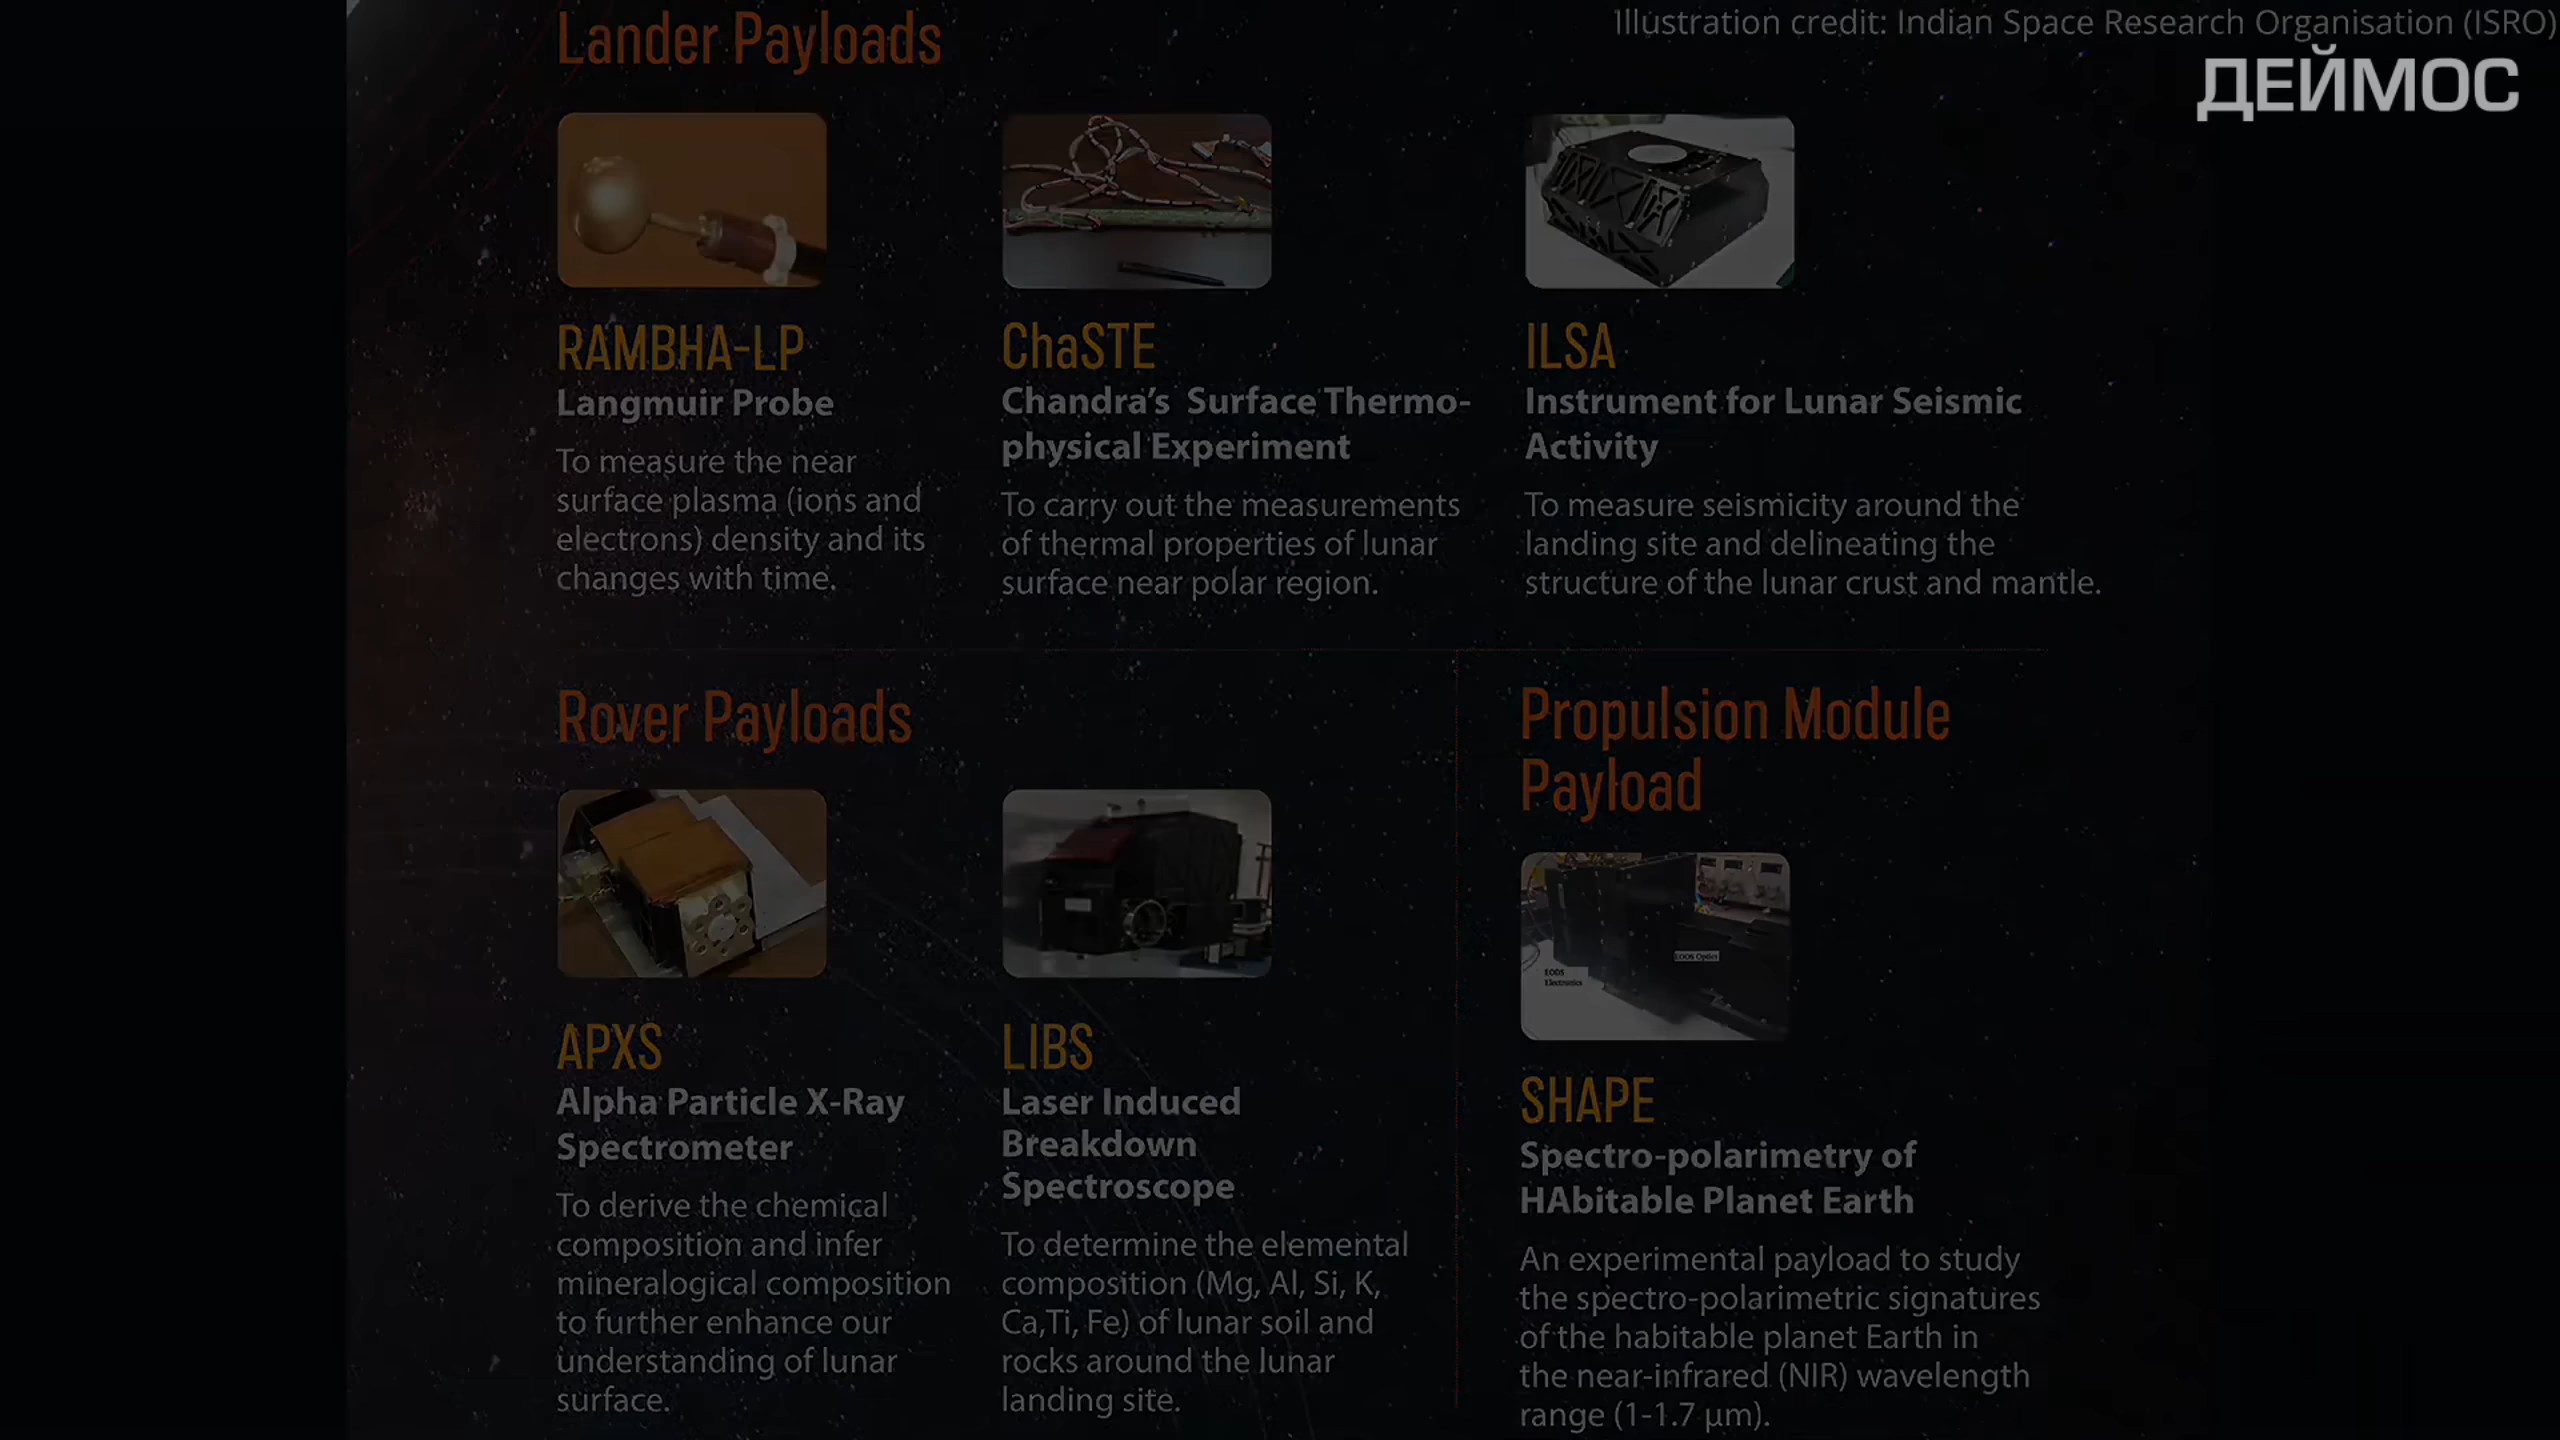 Illustration credit: Indian Space Research Organisation (ISRO)
ДЕЙМОС
Lander Payloads
RAMBHA-LP
Langmuir Probe
To measure the near
surface plasma (ions and
electrons) density and its
changes with time.
ChaSTE
Chandra's Surface Thermo-
physical Experiment
To carry out the measurements
of thermal properties of lunar
surface near polar region.
ILSA
Instrument for Lunar Seismic
Activity
To measure seismicity around the
landing site and delineating the
structure of the lunar crust and mantle.
Rover Payloads
APXS
Alpha Particle X-Ray
Spectrometer
To derive the chemical
composition and infer
mineralogical composition
to further enhance our
understanding of lunar
surface.
LIBS
Laser Induced
Breakdown
Spectroscope
To determine the elemental
composition (Mg, Al, Si, K,
Ca,Ti, Fe) of lunar soil and
rocks around the lunar
landing site.
Propulsion Module
Payload
EODS Optics
EODS
Electronics
SHAPE
Spectro-polarimetry of
HAbitable Planet Earth
An experimental payload to study
the spectro-polarimetric signatures
of the habitable planet Earth in
the near-infrared (NIR) wavelength
range (1-1.7 μm).